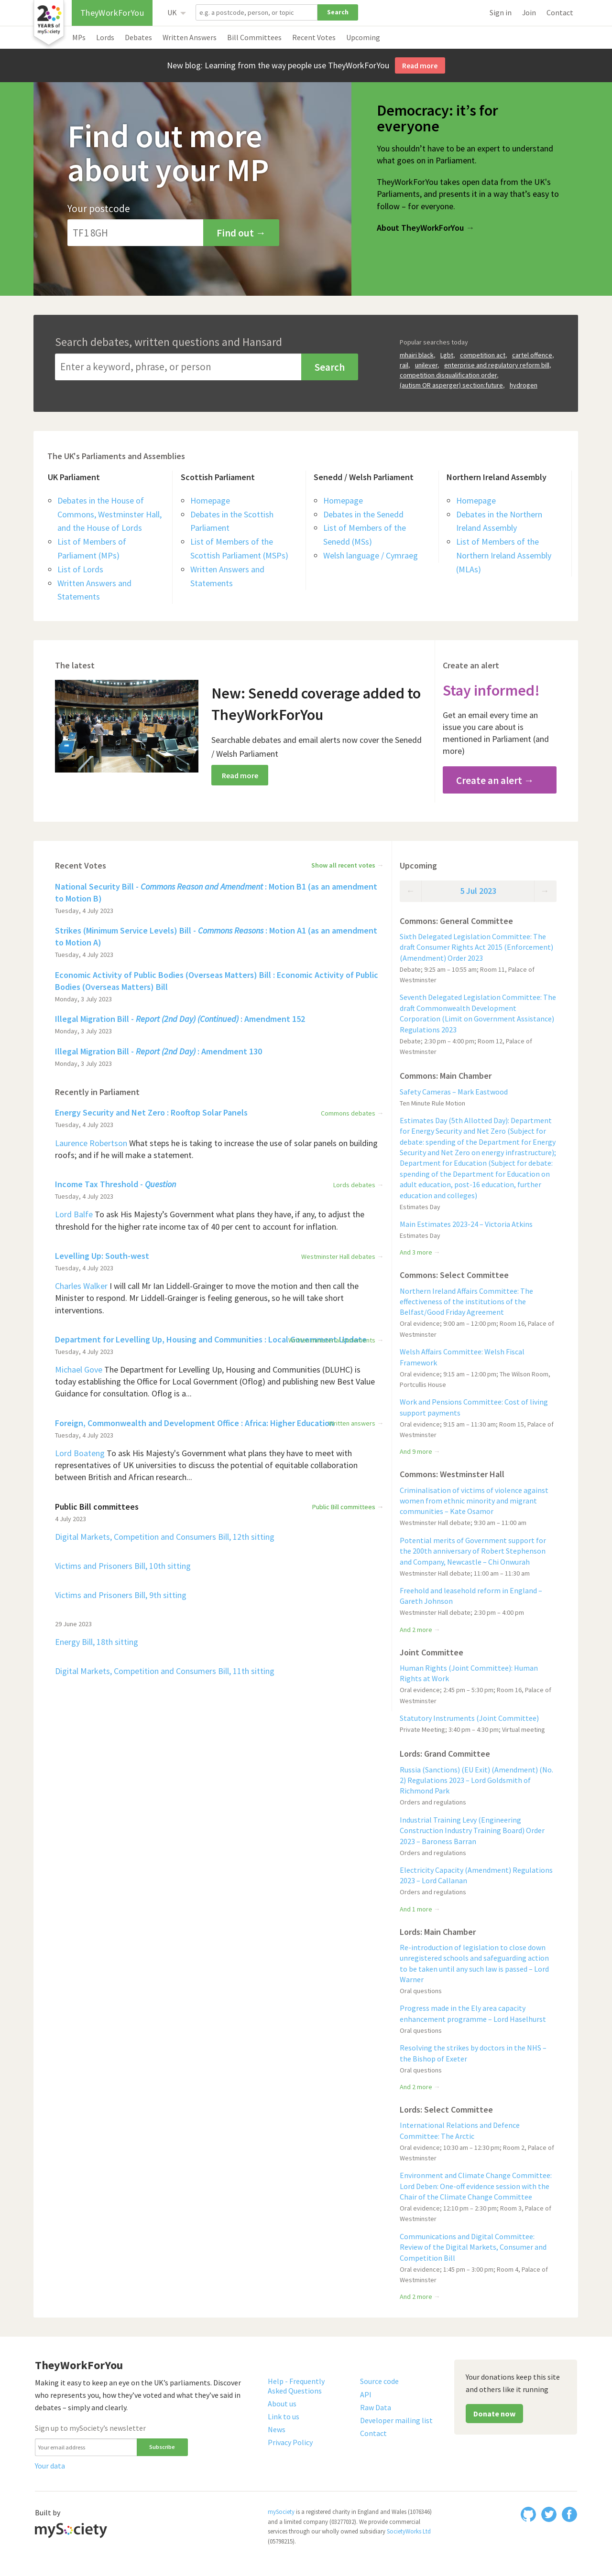 20
YEARS of
mySociety
TheyWorkForYou
UK
e.g. a postcode, person, or topic
Search
Sign in
Join
Contact
MPs
Lords
Debates
Written Answers
Bill Committees
Recent Votes
Upcoming
New blog: Learning from the way people use TheyWorkForYou
Read more
Find out more
about your MP
Your postcode
TF1 8GH
Find out →
Democracy: it’s for
everyone
You shouldn’t have to be an expert to understand
what goes on in Parliament.
TheyWorkForYou takes open data from the UK’s
Parliaments, and presents it in a way that’s easy to
follow – for everyone.
About TheyWorkForYou →
Search debates, written questions and Hansard
Enter a keyword, phrase, or person
Search
Popular searches today
mhairi black, Lgbt, competition act, cartel offence,
rail, unilever, enterprise and regulatory reform bill,
competition disqualification order,
(autism OR asperger) section:future, hydrogen
The UK's Parliaments and Assemblies
UK Parliament
Debates in the House of
Commons, Westminster Hall,
and the House of Lords
List of Members of
Parliament (MPs)
List of Lords
Written Answers and
Statements
Scottish Parliament
Homepage
Debates in the Scottish
Parliament
List of Members of the
Scottish Parliament (MSPs)
Written Answers and
Statements
Senedd / Welsh Parliament
Homepage
Debates in the Senedd
List of Members of the
Senedd (MSs)
Welsh language / Cymraeg
Northern Ireland Assembly
Homepage
Debates in the Northern
Ireland Assembly
List of Members of the
Northern Ireland Assembly
(MLAs)
The latest
New: Senedd coverage added to
TheyWorkForYou
Searchable debates and email alerts now cover the Senedd
/ Welsh Parliament
Read more
Create an alert
Stay informed!
Get an email every time an
issue you care about is
mentioned in Parliament (and
more)
Create an alert →
Recent Votes
Show all recent votes →
National Security Bill - Commons Reason and Amendment : Motion B1 (as an amendment
to Motion B)
Tuesday, 4 July 2023
Strikes (Minimum Service Levels) Bill - Commons Reasons : Motion A1 (as an amendment
to Motion A)
Tuesday, 4 July 2023
Economic Activity of Public Bodies (Overseas Matters) Bill : Economic Activity of Public
Bodies (Overseas Matters) Bill
Monday, 3 July 2023
Illegal Migration Bill - Report (2nd Day) (Continued) : Amendment 152
Monday, 3 July 2023
Illegal Migration Bill - Report (2nd Day) : Amendment 130
Monday, 3 July 2023
Recently in Parliament
Energy Security and Net Zero : Rooftop Solar Panels
Commons debates →
Tuesday, 4 July 2023
Laurence Robertson What steps he is taking to increase the use of solar panels on building
roofs; and if he will make a statement.
Income Tax Threshold - Question
Lords debates →
Tuesday, 4 July 2023
Lord Balfe To ask His Majesty’s Government what plans they have, if any, to adjust the
threshold for the higher rate income tax of 40 per cent to account for inflation.
Levelling Up: South-west
Westminster Hall debates →
Tuesday, 4 July 2023
Charles Walker I will call Mr Ian Liddell-Grainger to move the motion and then call the
Minister to respond. Mr Liddell-Grainger is feeling generous, so he will take short
interventions.
Department for Levelling Up, Housing and Communities : Local Government Update
Tuesday, 4 July 2023
Michael Gove The Department for Levelling Up, Housing and Communities (DLUHC) is
today establishing the Office for Local Government (Oflog) and publishing new Best Value
Guidance for consultation. Oflog is a...
Foreign, Commonwealth and Development Office : Africa: Higher Education
Written answers →
Tuesday, 4 July 2023
Lord Boateng To ask His Majesty's Government what plans they have to meet with
representatives of UK universities to discuss the potential of equitable collaboration
between British and African research...
Public Bill committees
Public Bill committees →
4 July 2023
Digital Markets, Competition and Consumers Bill, 12th sitting
Victims and Prisoners Bill, 10th sitting
Victims and Prisoners Bill, 9th sitting
29 June 2023
Energy Bill, 18th sitting
Digital Markets, Competition and Consumers Bill, 11th sitting
Upcoming
← 5 Jul 2023 →
Commons: General Committee
Sixth Delegated Legislation Committee: The
draft Consumer Rights Act 2015 (Enforcement)
(Amendment) Order 2023
Debate; 9:25 am – 10:55 am; Room 11, Palace of
Westminster
Seventh Delegated Legislation Committee: The
draft Commonwealth Development
Corporation (Limit on Government Assistance)
Regulations 2023
Debate; 2:30 pm – 4:00 pm; Room 12, Palace of
Westminster
Commons: Main Chamber
Safety Cameras – Mark Eastwood
Ten Minute Rule Motion
Estimates Day (5th Allotted Day): Department
for Energy Security and Net Zero (Subject for
debate: spending of the Department for Energy
Security and Net Zero on energy infrastructure);
Department for Education (Subject for debate:
spending of the Department for Education on
adult education, post-16 education, further
education and colleges)
Estimates Day
Main Estimates 2023-24 – Victoria Atkins
Estimates Day
And 3 more →
Commons: Select Committee
Northern Ireland Affairs Committee: The
effectiveness of the institutions of the
Belfast/Good Friday Agreement
Oral evidence; 9:00 am – 12:00 pm; Room 16, Palace of
Westminster
Welsh Affairs Committee: Welsh Fiscal
Framework
Oral evidence; 9:15 am – 12:00 pm; The Wilson Room,
Portcullis House
Work and Pensions Committee: Cost of living
support payments
Oral evidence; 9:15 am – 11:30 am; Room 15, Palace of
Westminster
And 9 more →
Commons: Westminster Hall
Criminalisation of victims of violence against
women from ethnic minority and migrant
communities – Kate Osamor
Westminster Hall debate; 9:30 am – 11:00 am
Potential merits of Government support for
the 200th anniversary of Robert Stephenson
and Company, Newcastle – Chi Onwurah
Westminster Hall debate; 11:00 am – 11:30 am
Freehold and leasehold reform in England –
Gareth Johnson
Westminster Hall debate; 2:30 pm – 4:00 pm
And 2 more →
Joint Committee
Human Rights (Joint Committee): Human
Rights at Work
Oral evidence; 2:45 pm – 5:30 pm; Room 16, Palace of
Westminster
Statutory Instruments (Joint Committee)
Private Meeting; 3:40 pm – 4:30 pm; Virtual meeting
Lords: Grand Committee
Russia (Sanctions) (EU Exit) (Amendment) (No.
2) Regulations 2023 – Lord Goldsmith of
Richmond Park
Orders and regulations
Industrial Training Levy (Engineering
Construction Industry Training Board) Order
2023 – Baroness Barran
Orders and regulations
Electricity Capacity (Amendment) Regulations
2023 – Lord Callanan
Orders and regulations
And 1 more →
Lords: Main Chamber
Re-introduction of legislation to close down
unregistered schools and safeguarding action
to be taken until any such law is passed – Lord
Warner
Oral questions
Progress made in the Ely area capacity
enhancement programme – Lord Haselhurst
Oral questions
Resolving the strikes by doctors in the NHS –
the Bishop of Exeter
Oral questions
And 2 more →
Lords: Select Committee
International Relations and Defence
Committee: The Arctic
Oral evidence; 10:30 am – 12:30 pm; Room 2, Palace of
Westminster
Environment and Climate Change Committee:
Lord Deben: One-off evidence session with the
Chair of the Climate Change Committee
Oral evidence; 12:10 pm – 2:30 pm; Room 3, Palace of
Westminster
Communications and Digital Committee:
Review of the Digital Markets, Consumer and
Competition Bill
Oral evidence; 1:45 pm – 3:00 pm; Room 4, Palace of
Westminster
And 2 more →
TheyWorkForYou
Making it easy to keep an eye on the UK’s parliaments. Discover
who represents you, how they’ve voted and what they’ve said in
debates – simply and clearly.
Sign up to mySociety’s newsletter
Your email address
Subscribe
Your data
Help - Frequently
Asked Questions
About us
Link to us
News
Privacy Policy
Source code
API
Raw Data
Developer mailing list
Contact
Your donations keep this site
and others like it running
Donate now
Built by
mySociety
mySociety is a registered charity in England and Wales (1076346)
and a limited company (03277032). We provide commercial
services through our wholly owned subsidiary SocietyWorks Ltd
(05798215).